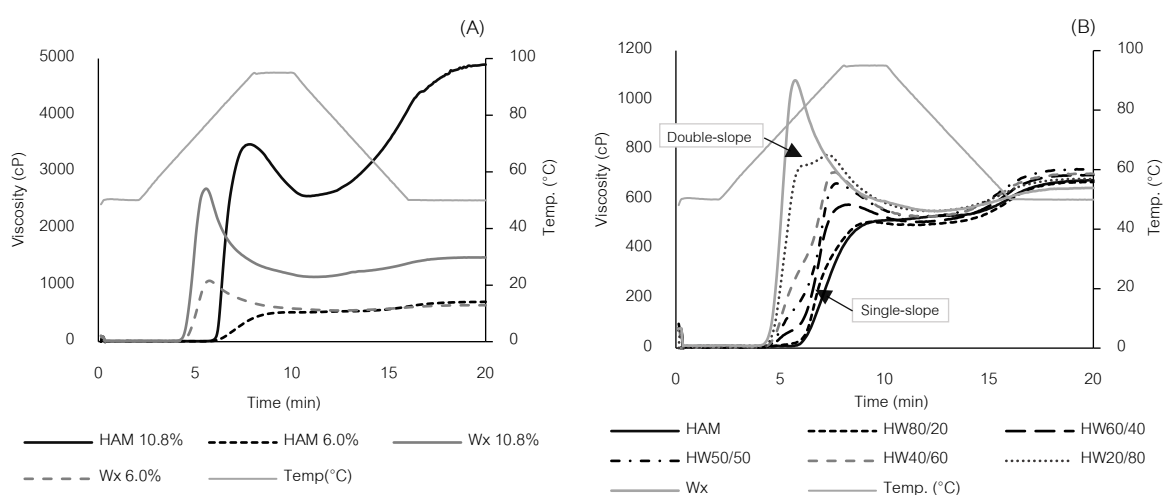 (A)
5000
4000
3000
2000
1000
0
Viscosity (cP)
100
80
60
40
20
0
Temp. (°C)
0 5 10 15 20
Time (min)
HAM 10.8% HAM 6.0% Wx 10.8%
Wx 6.0% Temp(°C)
(B)
1200
1000
800
600
400
200
0
Viscosity (cP)
100
80
60
40
20
0
Temp. (°C)
Double-slope
Single-slope
0 5 10 15 20
Time (min)
HAM HW80/20 HW60/40
HW50/50 HW40/60 HW20/80
Wx Temp. (°C)